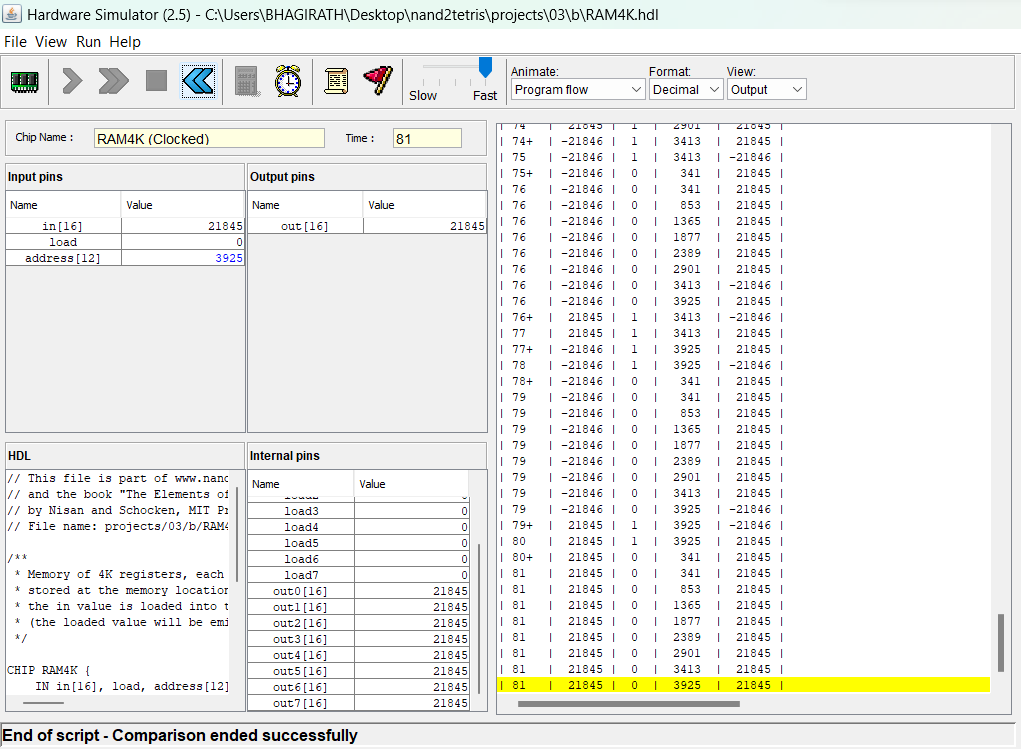 Hardware Simulator (2.5) - C:\Users\BHAGIRATH\Desktop\nand2tetris\projects\03\b\RAM4K.hdl
File View Run Help
Slow Fast
Animate: Format: View:
Program flow Decimal Output
Chip Name : RAM4K (Clocked) Time : 81
Input pins
Name Value
in[16] 21845
load 0
address[12] 3925
Output pins
Name Value
out[16] 21845
HDL
// This file is part of www.nand
// and the book "The Elements of
// by Nisan and Schocken, MIT Pr
// File name: projects/03/b/RAM4
/**
* Memory of 4K registers, each
* stored at the memory location
* the in value is loaded into t
* (the loaded value will be emi
*/
CHIP RAM4K {
IN in[16], load, address[12]
Internal pins
Name Value
load2 0
load3 0
load4 0
load5 0
load6 0
load7 0
out0[16] 21845
out1[16] 21845
out2[16] 21845
out3[16] 21845
out4[16] 21845
out5[16] 21845
out6[16] 21845
out7[16] 21845
| 74 | 21845 | 1 | 2901 | 21845 |
| 74+ | -21846 | 1 | 3413 | 21845 |
| 75 | -21846 | 1 | 3413 | -21846 |
| 75+ | -21846 | 0 | 341 | 21845 |
| 76 | -21846 | 0 | 341 | 21845 |
| 76 | -21846 | 0 | 853 | 21845 |
| 76 | -21846 | 0 | 1365 | 21845 |
| 76 | -21846 | 0 | 1877 | 21845 |
| 76 | -21846 | 0 | 2389 | 21845 |
| 76 | -21846 | 0 | 2901 | 21845 |
| 76 | -21846 | 0 | 3413 | -21846 |
| 76 | -21846 | 0 | 3925 | 21845 |
| 76+ | 21845 | 1 | 3413 | -21846 |
| 77 | 21845 | 1 | 3413 | 21845 |
| 77+ | -21846 | 1 | 3925 | 21845 |
| 78 | -21846 | 1 | 3925 | -21846 |
| 78+ | -21846 | 0 | 341 | 21845 |
| 79 | -21846 | 0 | 341 | 21845 |
| 79 | -21846 | 0 | 853 | 21845 |
| 79 | -21846 | 0 | 1365 | 21845 |
| 79 | -21846 | 0 | 1877 | 21845 |
| 79 | -21846 | 0 | 2389 | 21845 |
| 79 | -21846 | 0 | 2901 | 21845 |
| 79 | -21846 | 0 | 3413 | 21845 |
| 79 | -21846 | 0 | 3925 | -21846 |
| 79+ | 21845 | 1 | 3925 | -21846 |
| 80 | 21845 | 1 | 3925 | 21845 |
| 80+ | 21845 | 0 | 341 | 21845 |
| 81 | 21845 | 0 | 341 | 21845 |
| 81 | 21845 | 0 | 853 | 21845 |
| 81 | 21845 | 0 | 1365 | 21845 |
| 81 | 21845 | 0 | 1877 | 21845 |
| 81 | 21845 | 0 | 2389 | 21845 |
| 81 | 21845 | 0 | 2901 | 21845 |
| 81 | 21845 | 0 | 3413 | 21845 |
| 81 | 21845 | 0 | 3925 | 21845 |
End of script - Comparison ended successfully